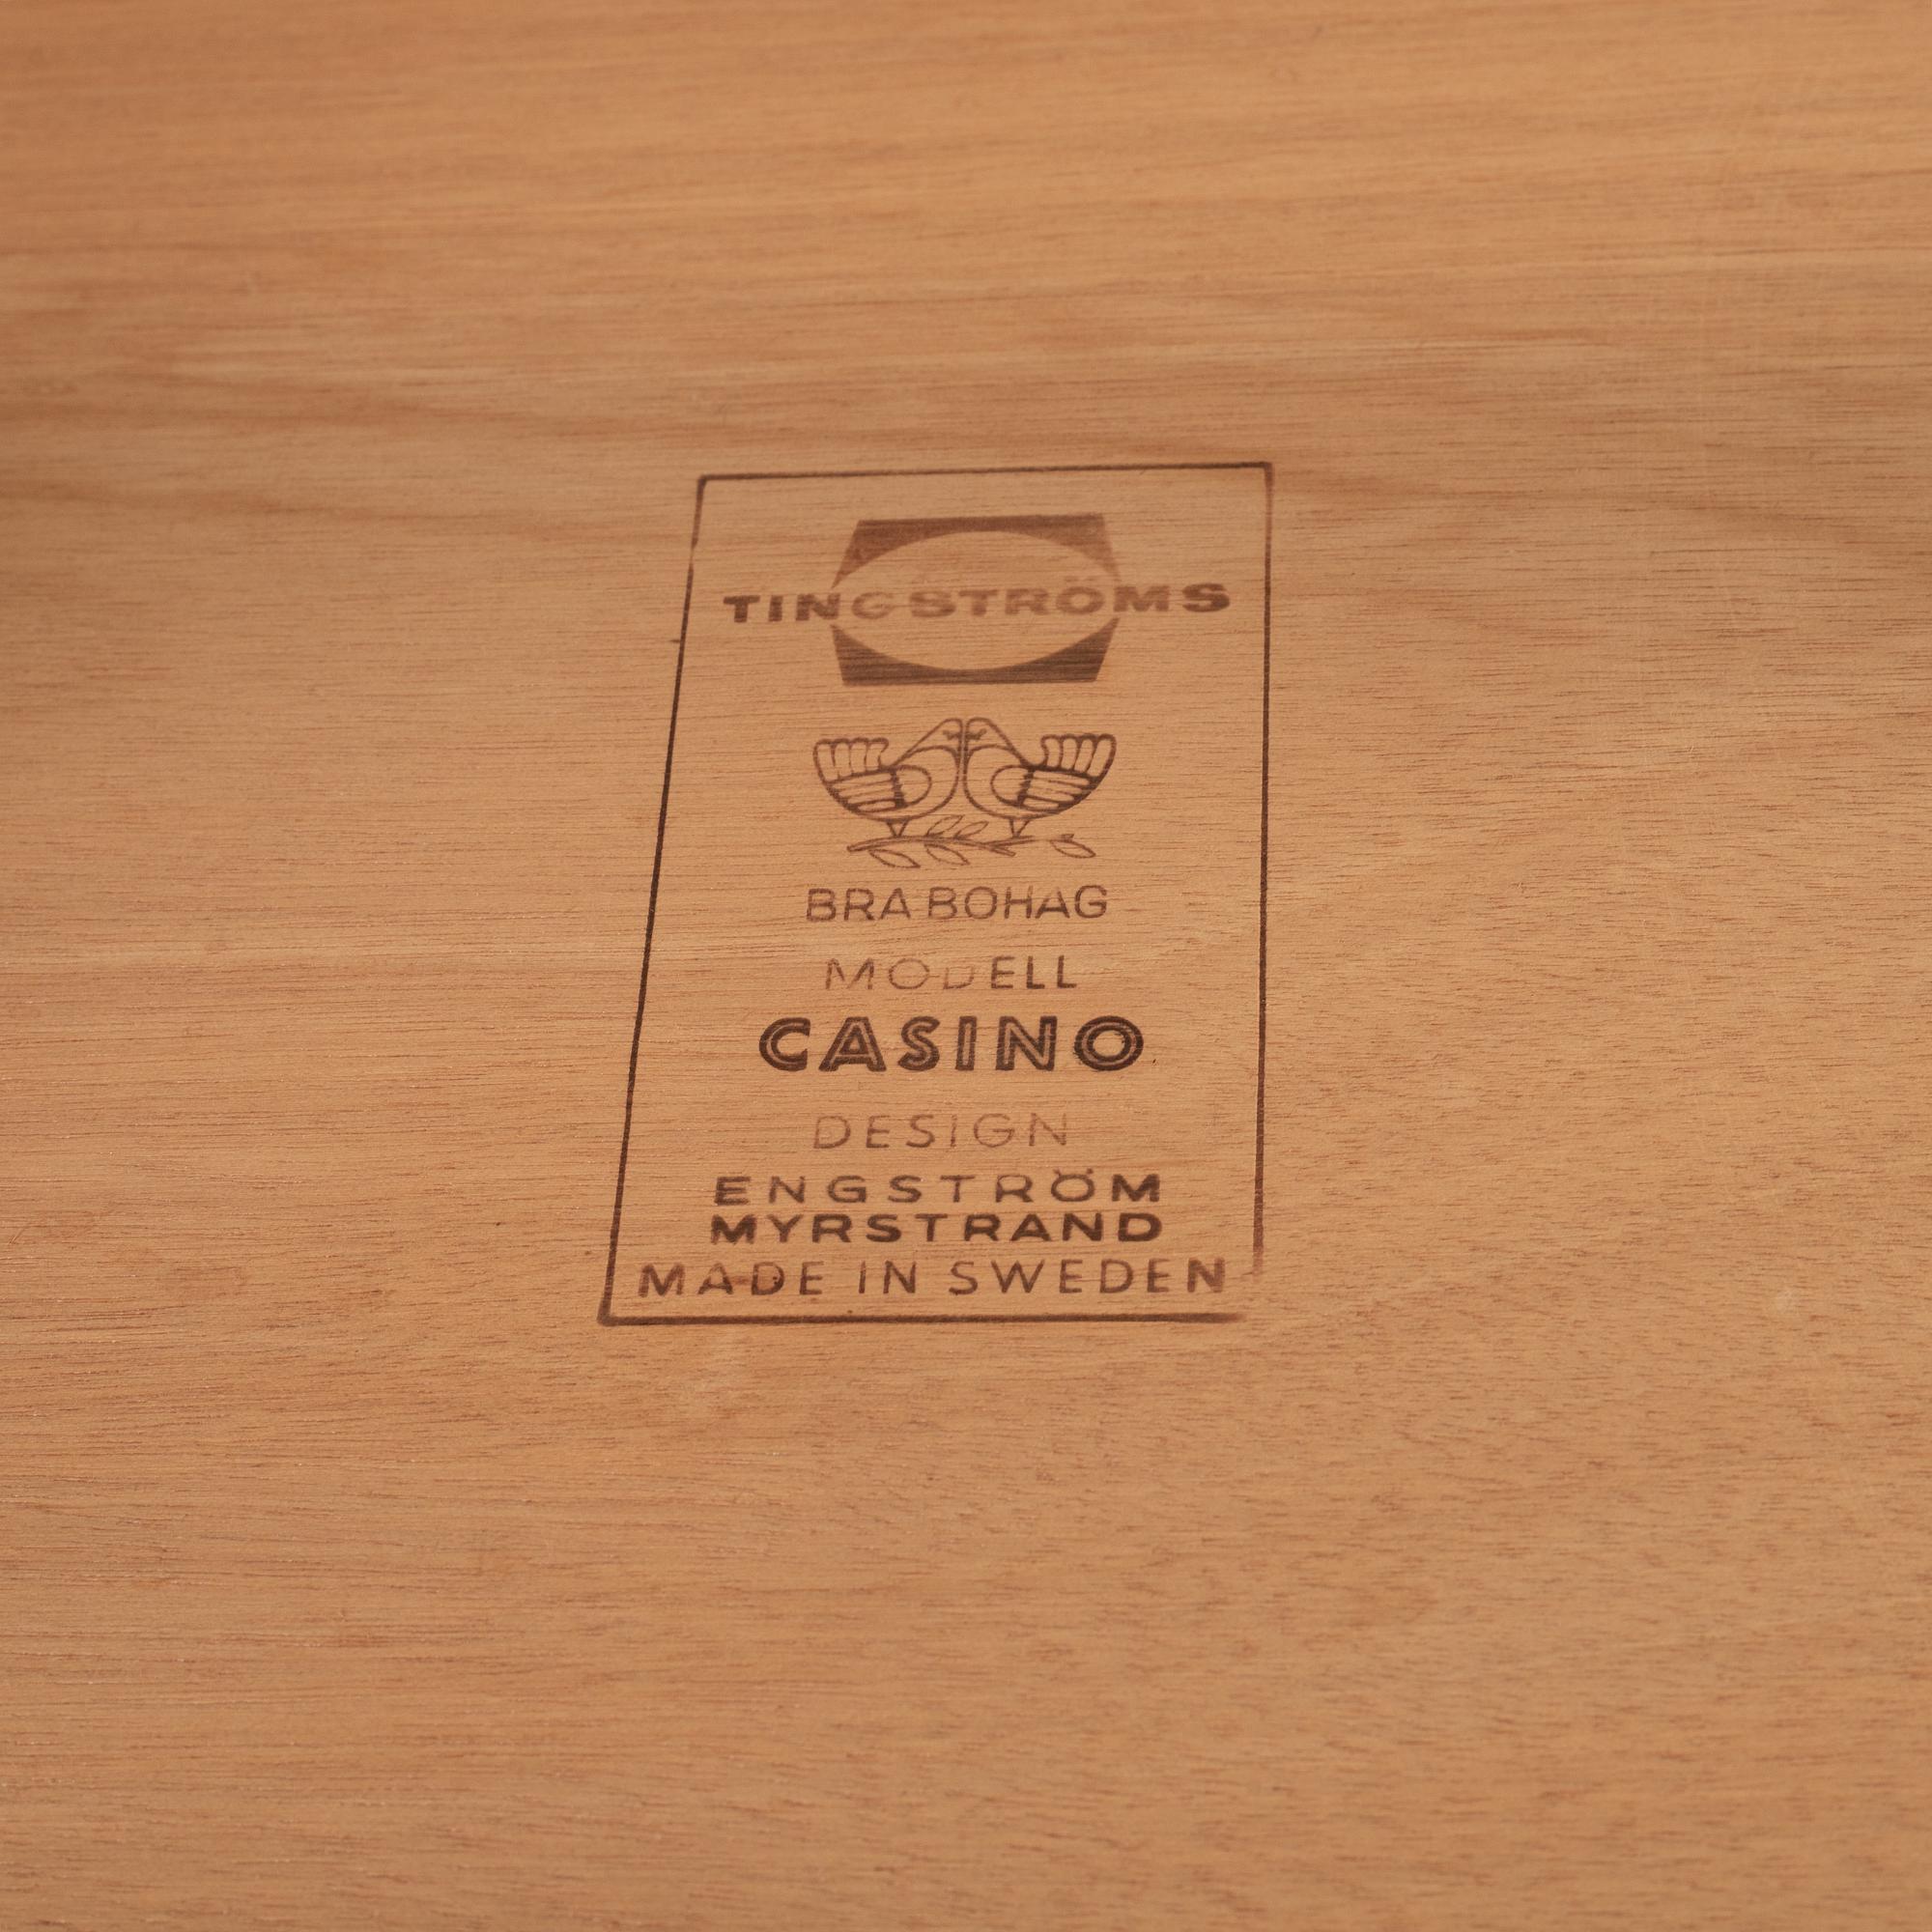 TINGSTRÖMS
BRA BOHAG
MODELL
CASINO
DESIGN
ENGSTRÖM
MYRSTRAND
MADE IN SWEDEN